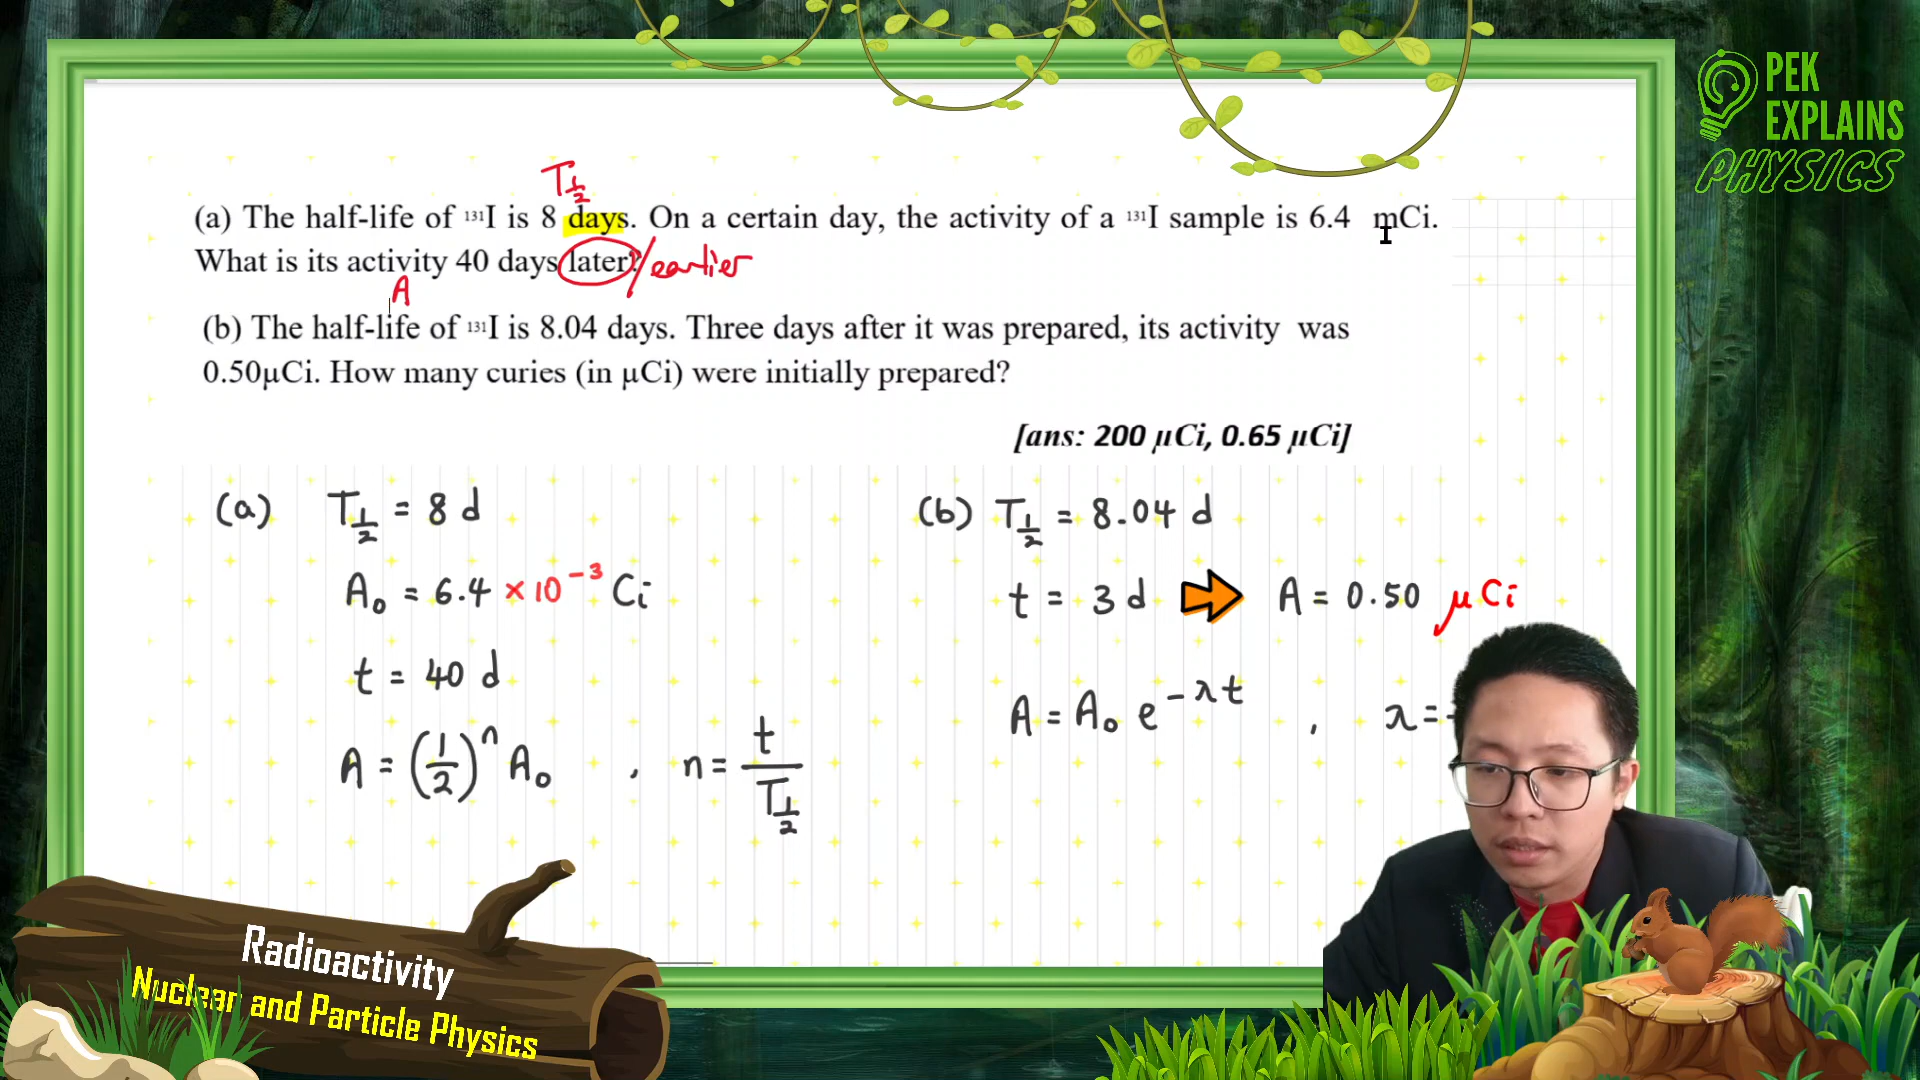 PEK
EXPLAINS
PHYSICS
T½
(a) The half-life of ¹³¹I is 8 days. On a certain day, the activity of a ¹³¹I sample is 6.4 mCi.
What is its activity 40 days later? / earlier
A
(b) The half-life of ¹³¹I is 8.04 days. Three days after it was prepared, its activity was
0.50μCi. How many curies (in μCi) were initially prepared?
[ans: 200 μCi, 0.65 μCi]
(a) T½ = 8 d
A₀ = 6.4 × 10⁻³ Ci
t = 40 d
A = (1/2)ⁿ A₀ , n = t/T½
(b) T½ = 8.04 d
t = 3 d A = 0.50 μCi
A = A₀ e^(-λt) , λ =
Radioactivity
Nuclear and Particle Physics